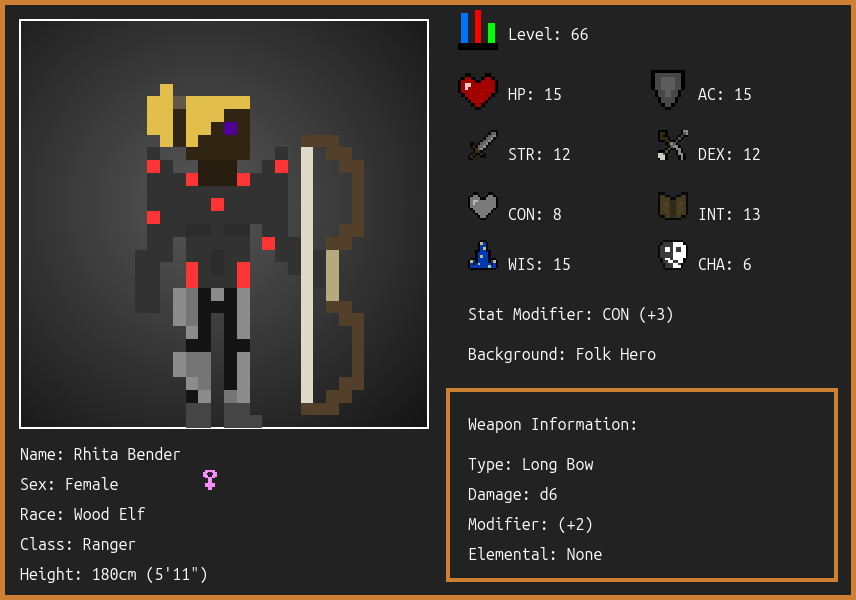 Level: 66
HP: 15
AC: 15
STR: 12
DEX: 12
CON: 8
INT: 13
WIS: 15
CHA: 6
Stat Modifier: CON (+3)
Background: Folk Hero
Weapon Information:
Type: Long Bow
Damage: d6
Modifier: (+2)
Elemental: None
Name: Rhita Bender
Sex: Female
Race: Wood Elf
Class: Ranger
Height: 180cm (5'11")